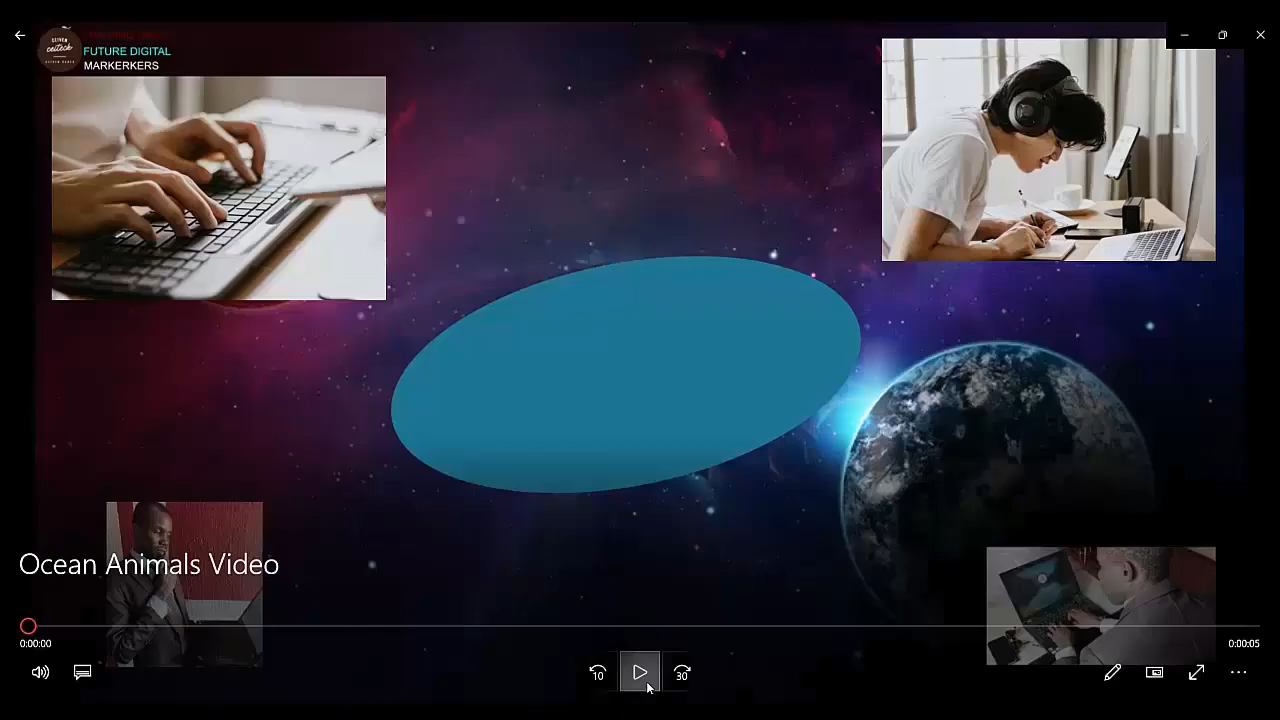 FUTURE DIGITAL
MARKERKERS
Ocean Animals Video
0:00:00
0:00:05
10
30